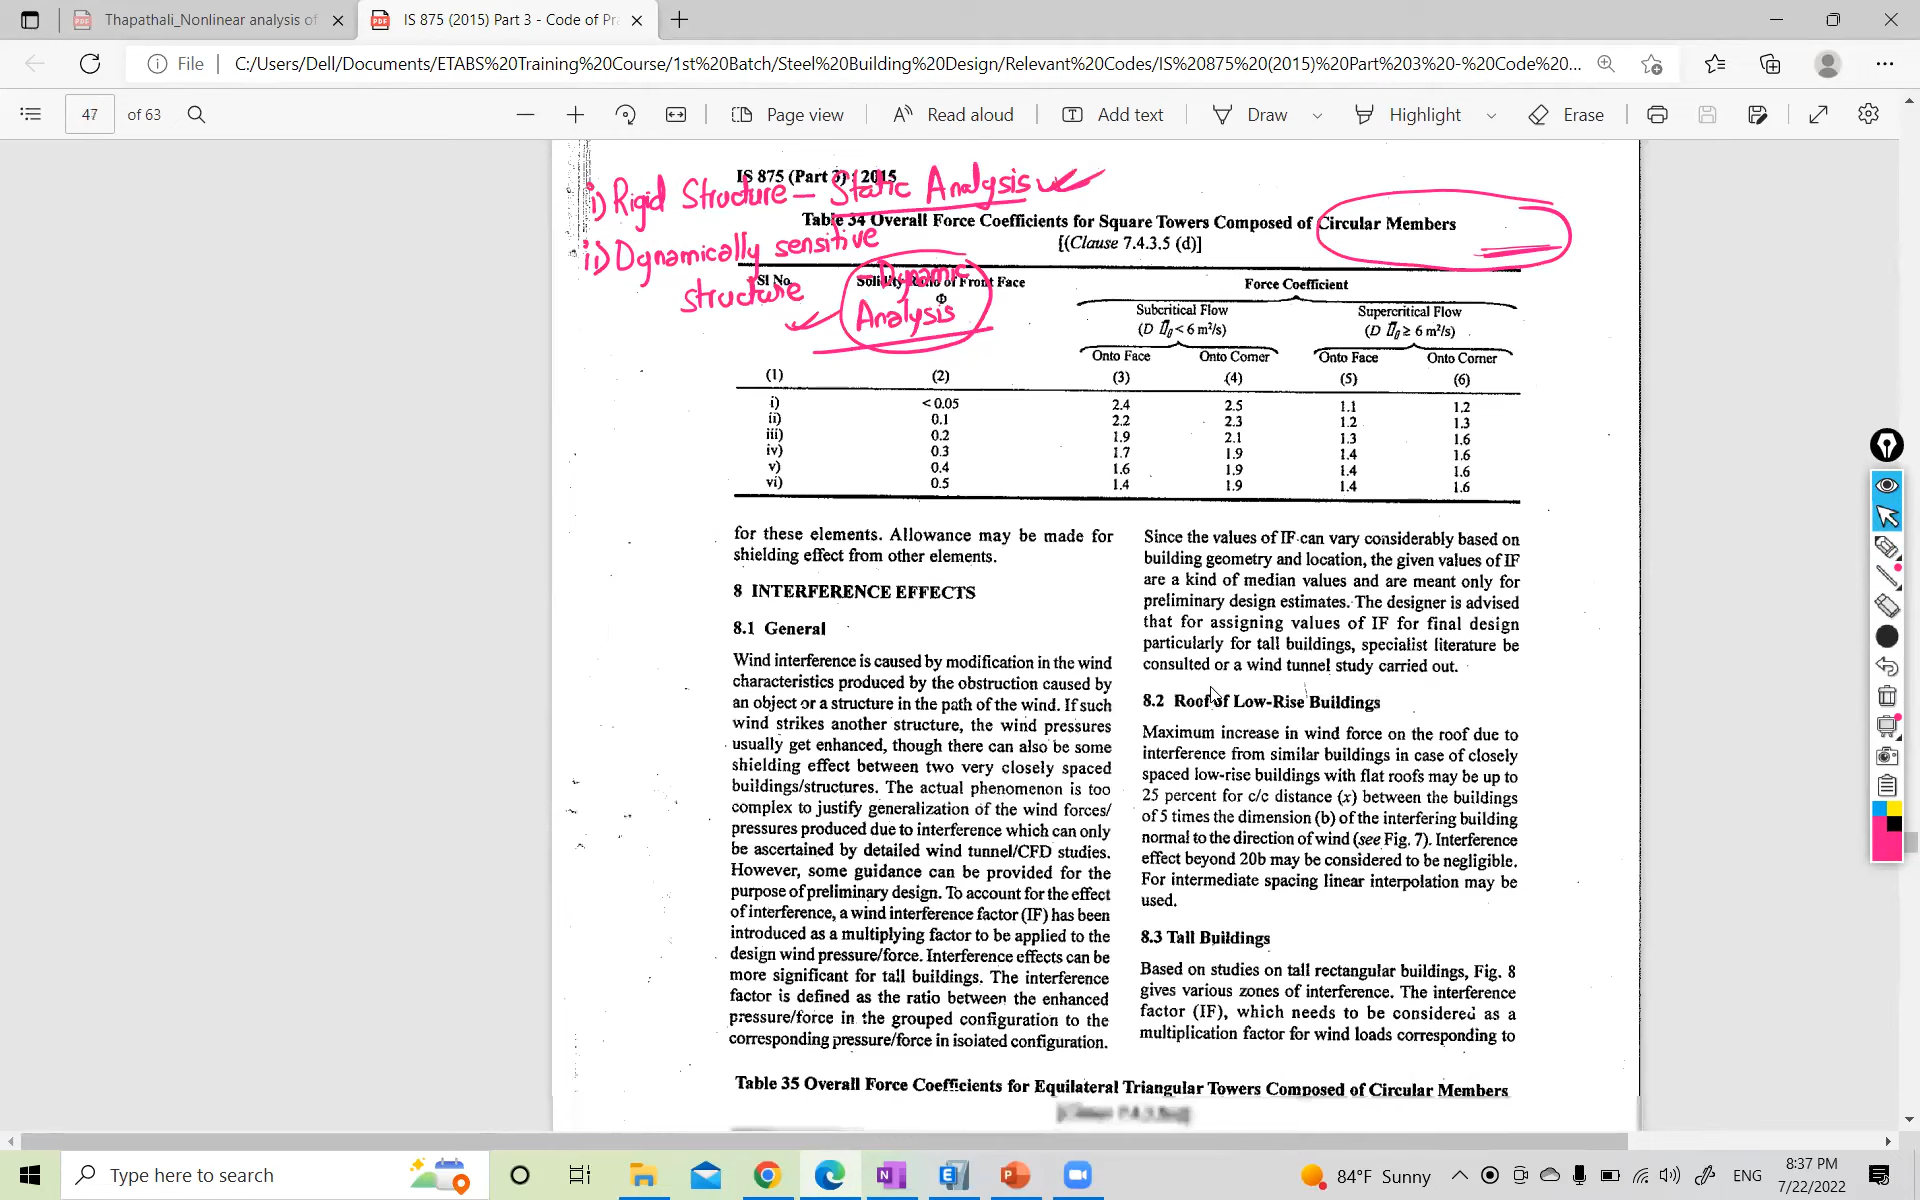 Thapathali_Nonlinear analysis of
IS 875 (2015) Part 3 - Code of Pra
File
C:/Users/Dell/Documents/ETABS%20Training%20Course/1st%20Batch/Steel%20Building%20Design/Relevant%20Codes/IS%20875%20(2015)%20Part%203%20-%20Code%20...
47 of 63
Page view
Read aloud
Add text
Draw
Highlight
Erase
IS 875 (Part 3) : 2015
i) Rigid Structure – Static Analysis
Table 34 Overall Force Coefficients for Square Towers Composed of Circular Members
[(Clause 7.4.3.5 (d)]
ii) Dynamically sensitive
structure
– Dynamic
Analysis
Sl No.
Solidity Ratio of Front Face
Φ
Force Coefficient
Subcritical Flow
Supercritical Flow
Onto Face Onto Corner Onto Face Onto Corner
(1) (2) (3) (4) (5) (6)
i) < 0.05 2.4 2.5 1.1 1.2
ii) 0.1 2.2 2.3 1.2 1.3
iii) 0.2 1.9 2.1 1.3 1.6
iv) 0.3 1.7 1.9 1.4 1.6
v) 0.4 1.6 1.9 1.4 1.6
vi) 0.5 1.4 1.9 1.4 1.6
for these elements. Allowance may be made for
shielding effect from other elements.
8 INTERFERENCE EFFECTS
8.1 General
Wind interference is caused by modification in the wind
characteristics produced by the obstruction caused by
an object or a structure in the path of the wind. If such
wind strikes another structure, the wind pressures
usually get enhanced, though there can also be some
shielding effect between two very closely spaced
buildings/structures. The actual phenomenon is too
complex to justify generalization of the wind forces/
pressures produced due to interference which can only
be ascertained by detailed wind tunnel/CFD studies.
However, some guidance can be provided for the
purpose of preliminary design. To account for the effect
of interference, a wind interference factor (IF) has been
introduced as a multiplying factor to be applied to the
design wind pressure/force. Interference effects can be
more significant for tall buildings. The interference
factor is defined as the ratio between the enhanced
pressure/force in the grouped configuration to the
corresponding pressure/force in isolated configuration.
Since the values of IF can vary considerably based on
building geometry and location, the given values of IF
are a kind of median values and are meant only for
preliminary design estimates. The designer is advised
that for assigning values of IF for final design
particularly for tall buildings, specialist literature be
consulted or a wind tunnel study carried out.
8.2 Roof of Low-Rise Buildings
Maximum increase in wind force on the roof due to
interference from similar buildings in case of closely
spaced low-rise buildings with flat roofs may be up to
25 percent for c/c distance (x) between the buildings
of 5 times the dimension (b) of the interfering building
normal to the direction of wind (see Fig. 7). Interference
effect beyond 20b may be considered to be negligible.
For intermediate spacing linear interpolation may be
used.
8.3 Tall Buildings
Based on studies on tall rectangular buildings, Fig. 8
gives various zones of interference. The interference
factor (IF), which needs to be considered as a
multiplication factor for wind loads corresponding to
Table 35 Overall Force Coefficients for Equilateral Triangular Towers Composed of Circular Members
Type here to search
84°F Sunny
ENG
8:37 PM
7/22/2022